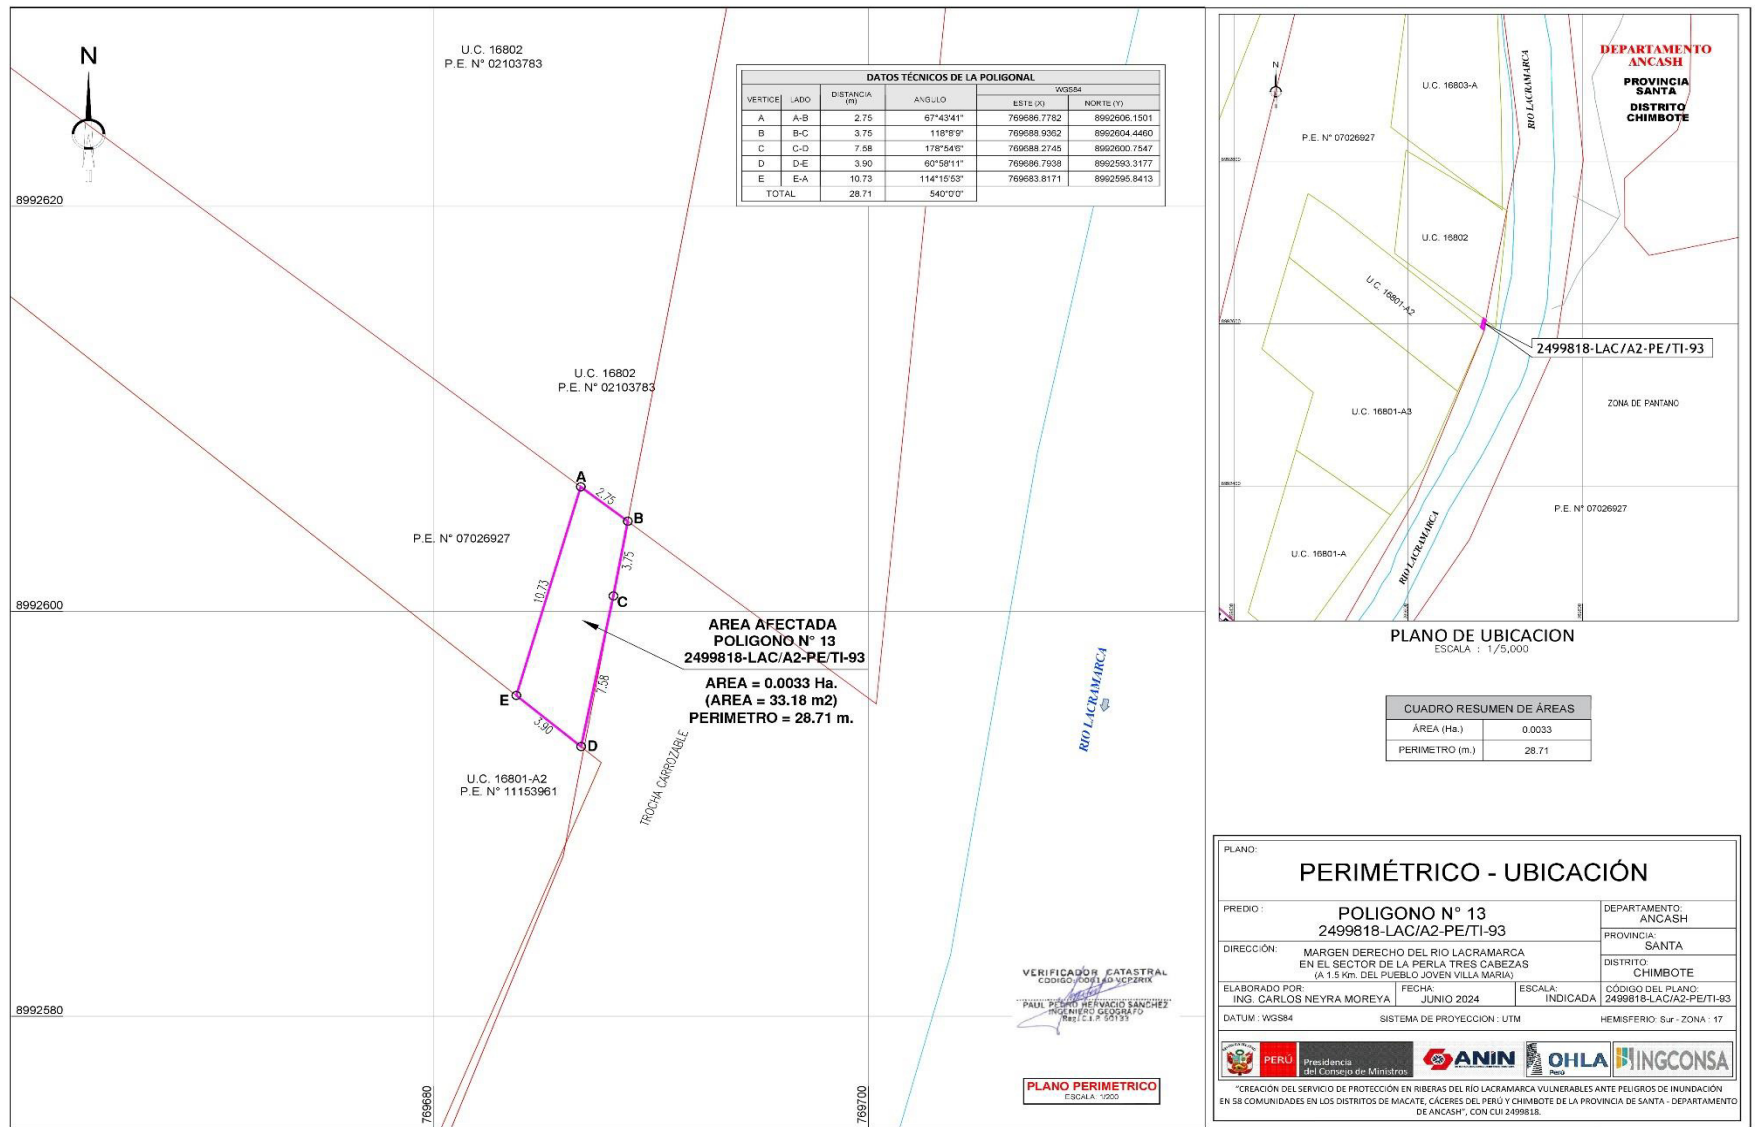 N
U.C. 16802
P.E. N° 02103783
DATOS TÉCNICOS DE LA POLIGONAL
VERTICE LADO DISTANCIA (m) ANGULO WGS84
ESTE (X) NORTE (Y)
A A-B 2.75 67°43'41" 769686.7782 8992606.1501
B B-C 3.75 118°8'9" 769688.9362 8992604.4460
C C-D 7.58 178°54'6" 769688.2745 8992600.7547
D D-E 3.90 60°58'11" 769686.7938 8992593.3177
E E-A 10.73 114°15'53" 769683.8171 8992595.8413
TOTAL 28.71 540°0'0"
8992620
U.C. 16802
P.E. N° 02103783
A
2.75
B
P.E. N° 07026927
3.75
10.73
C
8992600
AREA AFECTADA
POLIGONO N° 13
2499818-LAC/A2-PE/TI-93
AREA = 0.0033 Ha.
(AREA = 33.18 m2)
PERIMETRO = 28.71 m.
7.58
E
3.90
D
RIO LACRAMARCA
TROCHA CARROZABLE
U.C. 16801-A2
P.E. N° 11153961
8992580
769680
769700
VERIFICADOR CATASTRAL
PAUL PEDRO HERVACIO SANCHEZ
INGENIERO GEOGRAFO
PLANO PERIMETRICO
ESCALA: 1/200
N
DEPARTAMENTO
ANCASH
PROVINCIA
SANTA
DISTRITO
CHIMBOTE
U.C. 16803-A
RIO LACRAMARCA
P.E. N° 07026927
U.C. 16802
U.C. 16801-A2
2499818-LAC/A2-PE/TI-93
ZONA DE PANTANO
U.C. 16801-A3
P.E. N° 07026927
RIO LACRAMARCA
U.C. 16801-A
PLANO DE UBICACION
ESCALA : 1/5,000
CUADRO RESUMEN DE ÁREAS
ÁREA (Ha.) 0.0033
PERIMETRO (m.) 28.71
PLANO:
PERIMÉTRICO - UBICACIÓN
PREDIO :
POLIGONO N° 13
2499818-LAC/A2-PE/TI-93
DEPARTAMENTO:
ANCASH
PROVINCIA:
SANTA
DIRECCIÓN:
MARGEN DERECHO DEL RIO LACRAMARCA
EN EL SECTOR DE LA PERLA TRES CABEZAS
(A 1.5 Km. DEL PUEBLO JOVEN VILLA MARIA)
DISTRITO:
CHIMBOTE
ELABORADO POR:
ING. CARLOS NEYRA MOREYA
FECHA:
JUNIO 2024
ESCALA:
INDICADA
CÓDIGO DEL PLANO:
2499818-LAC/A2-PE/TI-93
DATUM : WGS84 SISTEMA DE PROYECCION : UTM HEMISFERIO: Sur - ZONA : 17
PERÚ
Presidencia
del Consejo de Ministros
ANIN
OHLA
Perú
INGCONSA
"CREACIÓN DEL SERVICIO DE PROTECCIÓN EN RIBERAS DEL RÍO LACRAMARCA VULNERABLES ANTE PELIGROS DE INUNDACIÓN
EN 58 COMUNIDADES EN LOS DISTRITOS DE MACATE, CÁCERES DEL PERÚ Y CHIMBOTE DE LA PROVINCIA DE SANTA - DEPARTAMENTO
DE ANCASH", CON CUI 2499818.